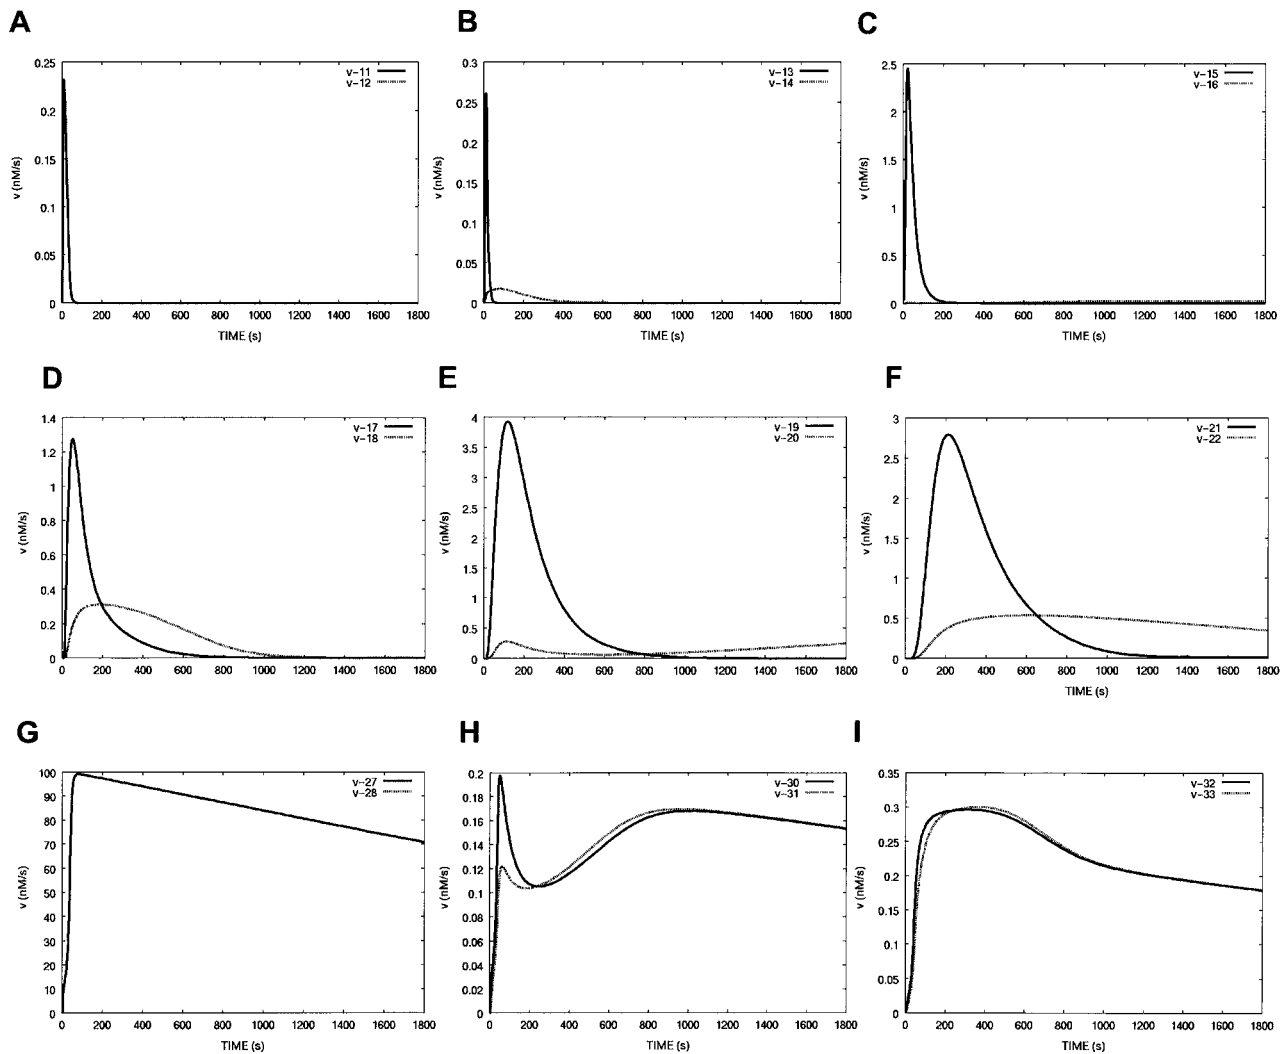 A
B
C
0.25
0.2
0.15
0.1
0.05
0
v (nM/s)
v-11
v-12
0 200 400 600 800 1000 1200 1400 1600 1800
TIME (s)
0.3
0.25
0.2
0.15
0.1
0.05
0
v (nM/s)
v-13
v-14
0 200 400 600 800 1000 1200 1400 1600 1800
TIME (s)
2.5
2
1.5
1
0.5
0
v (nM/s)
v-15
v-16
0 200 400 600 800 1000 1200 1400 1600 1800
TIME (s)
D
E
F
1.4
1.2
1
0.8
0.6
0.4
0.2
0
v (nM/s)
v-17
v-18
0 200 400 600 800 1000 1200 1400 1600 1800
TIME (s)
4
3.5
3
2.5
2
1.5
1
0.5
0
v (nM/s)
v-19
v-20
0 200 400 600 800 1000 1200 1400 1600 1800
TIME (s)
3
2.5
2
1.5
1
0.5
0
v (nM/s)
v-21
v-22
0 200 400 600 800 1000 1200 1400 1600 1800
TIME (s)
G
H
I
100
90
80
70
60
50
40
30
20
10
0
v (nM/s)
v-27
v-28
0 200 400 600 800 1000 1200 1400 1600 1800
TIME (s)
0.2
0.18
0.16
0.14
0.12
0.1
0.08
0.06
0.04
0.02
0
v (nM/s)
v-30
v-31
0 200 400 600 800 1000 1200 1400 1600 1800
TIME (s)
0.35
0.3
0.25
0.2
0.15
0.1
0.05
0
v (nM/s)
v-32
v-33
0 200 400 600 800 1000 1200 1400 1600 1800
TIME (s)